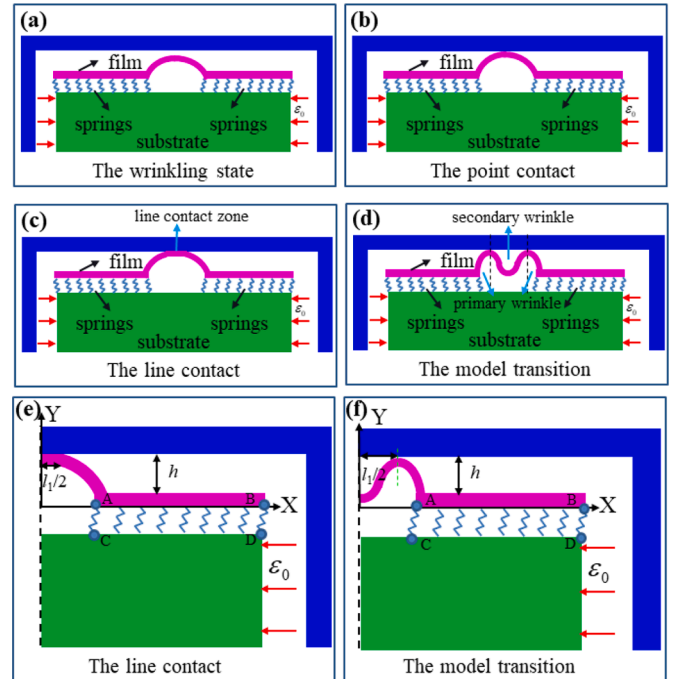 (a)
film
ε₀
springs springs
substrate
The wrinkling state
(b)
film
ε₀
springs springs
substrate
The point contact
(c)
line contact zone
film
ε₀
springs springs
substrate
The line contact
(d)
secondary wrinkle
film
ε₀
primary wrinkle
springs springs
substrate
The model transition
(e)
Y
l₁/2
h
A B X
C D
ε₀
The line contact
(f)
Y
l₁/2
h
A B X
C D
ε₀
The model transition